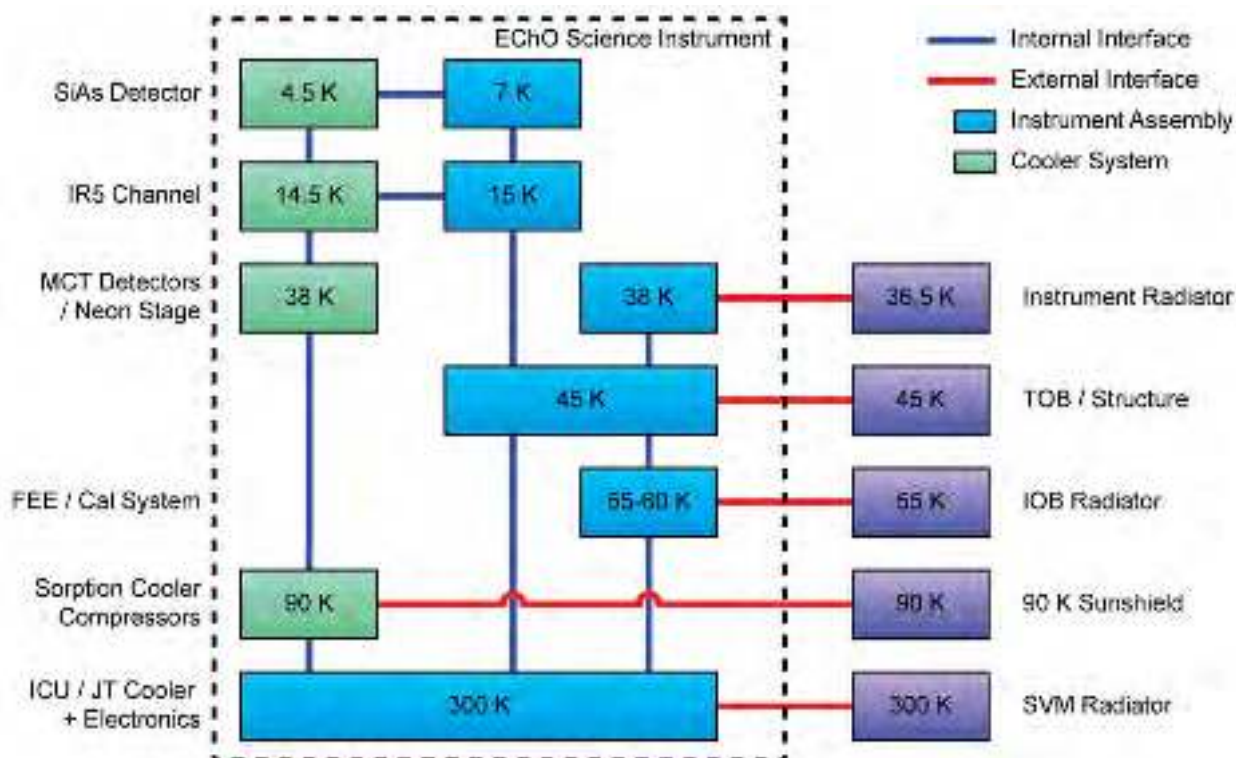 EChO Science Instrument
Internal Interface
External Interface
Instrument Assembly
Cooler System
SiAs Detector
4.5 K
7 K
IR5 Channel
14.5 K
15 K
MCT Detectors
/ Neon Stage
38 K
38 K
36.5 K
Instrument Radiator
45 K
45 K
TOB / Structure
FEE / Cal System
55-60 K
55 K
IOB Radiator
Sorption Cooler
Compressors
90 K
90 K
90 K Sunshield
ICU / JT Cooler
+ Electronics
300 K
300 K
SVM Radiator